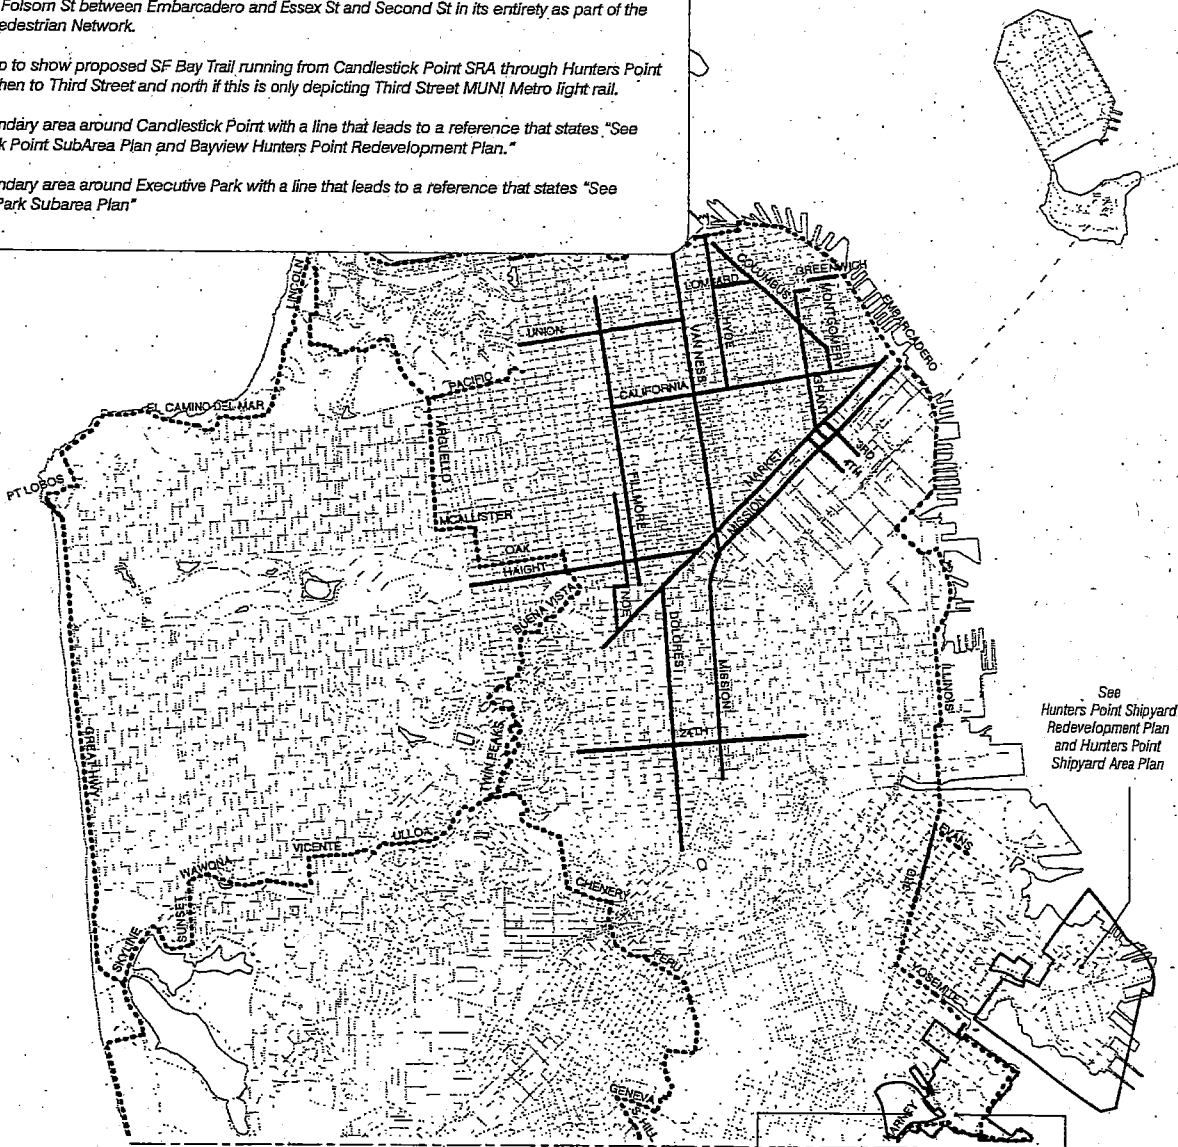 Folsom St between Embarcadero and Essex St and Second St in its entirety as part of the
edestrian Network.
p to show proposed SF Bay Trail running from Candlestick Point SRA through Hunters Point
hen to Third Street and north if this is only depicting Third Street MUNI Metro light rail.
ndary area around Candlestick Point with a line that leads to a reference that states "See
k Point SubArea Plan and Bayview Hunters Point Redevelopment Plan."
ndary area around Executive Park with a line that leads to a reference that states "See
Park Subarea Plan"
LINCOLN
COLUMBUS
GREENWICH
LOMBARD
MONTGOMERY
EMBARCADERO
UNION
VAN NESS
HYDE
PACIFIC
CALIFORNIA
GRANT
EL CAMINO DEL MAR
ARGUELLO
3RD
4TH
MARKET
PT LOBOS
FILLMORE
MISSION
MCALLISTER
OAK
HAIGHT
BUENA VISTA
NOE
DOLORES
MISSION
ILLINOIS
See
Hunters Point Shipyard
Redevelopment Plan
and Hunters Point
Shipyard Area Plan
24TH
GREAT HWY
TWIN PEAKS
ULLOA
VICENTE
EVANS
WAWONA
3RD
CHENERY
SUNSET
SKYLINE
PERU
YOSEMITE
GENEVA